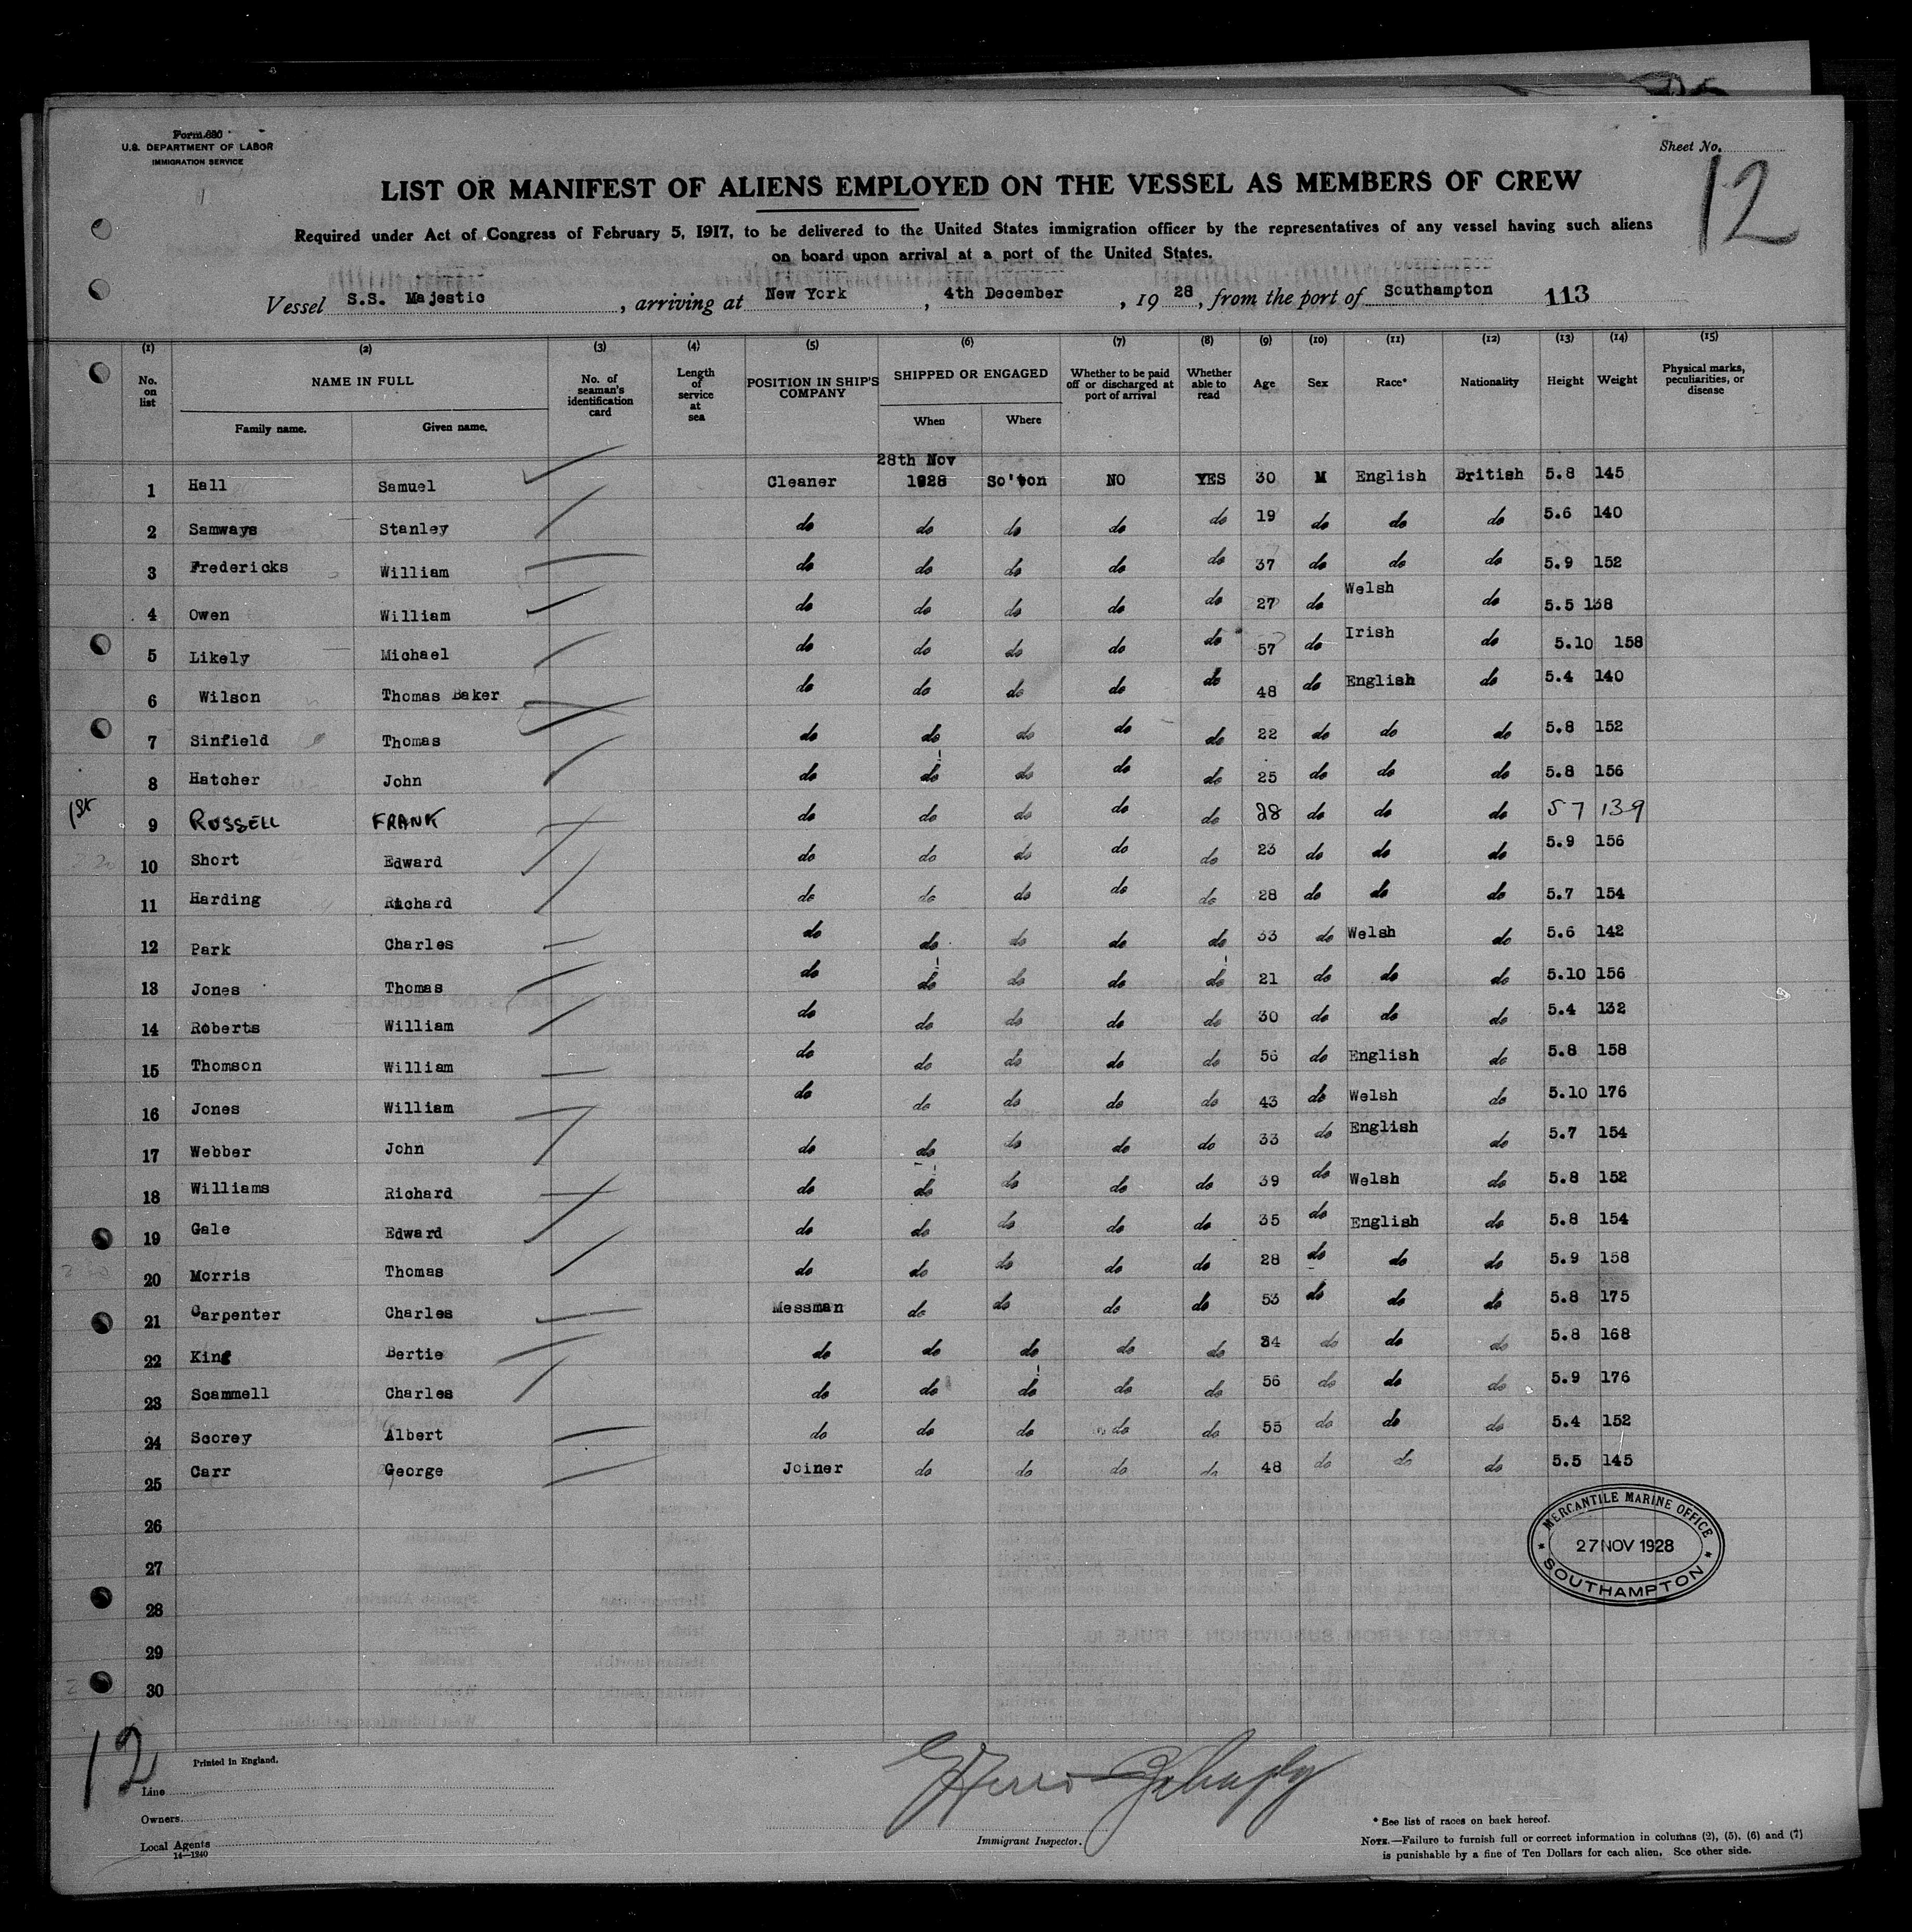 Form 680
U.S. DEPARTMENT OF LABOR
IMMIGRATION SERVICE
Sheet No.
12
LIST OR MANIFEST OF ALIENS EMPLOYED ON THE VESSEL AS MEMBERS OF CREW
Required under Act of Congress of February 5, 1917, to be delivered to the United States immigration officer by the representatives of any vessel having such aliens
on board upon arrival at a port of the United States.
Vessel S.S. Majestic, arriving at New York, 4th December, 1928, from the port of Southampton 113
(1) (2) (3) (4) (5) (6) (7) (8) (9) (10) (11) (12) (13) (14) (15)
No. on list NAME IN FULL Family name. Given name. No. of seaman's identification card Length of service at sea POSITION IN SHIP'S COMPANY SHIPPED OR ENGAGED When Where Whether to be paid off or discharged at port of arrival Whether able to read Age Sex Race* Nationality Height Weight Physical marks, peculiarities, or disease
1 Hall Samuel Cleaner 28th Nov 1928 So'ton NO YES 30 M English British 5.8 145
2 Samways Stanley do do do do do 19 do do do 5.6 140
3 Fredericks William do do do do do 37 do do do 5.9 152
4 Owen William do do do do do 27 do Welsh do 5.5 138
5 Likely Michael do do do do do 57 do Irish do 5.10 158
6 Wilson Thomas Baker do do do do do 48 do English do 5.4 140
7 Sinfield Thomas do do do do do 22 do do do 5.8 152
8 Hatcher John do do do do do 25 do do do 5.8 156
1st 9 RUSSELL FRANK do do do do do 28 do do do 5 7 139
10 Short Edward do do do do do 23 do do do 5.9 156
11 Harding Richard do do do do do 28 do do do 5.7 154
12 Park Charles do do do do do 33 do Welsh do 5.6 142
13 Jones Thomas do do do do do 21 do do do 5.10 156
14 Roberts William do do do do do 30 do do do 5.4 132
15 Thomson William do do do do do 56 do English do 5.8 158
16 Jones William do do do do do 43 do Welsh do 5.10 176
17 Webber John do do do do do 33 do English do 5.7 154
18 Williams Richard do do do do do 39 do Welsh do 5.8 152
19 Gale Edward do do do do do 35 do English do 5.8 154
20 Morris Thomas do do do do do 28 do do do 5.9 158
21 Carpenter Charles Messman do do do do 53 do do do 5.8 175
22 King Bertie do do do do do 34 do do do 5.8 168
23 Scammell Charles do do do do do 56 do do do 5.9 176
24 Scorey Albert do do do do do 55 do do do 5.4 152
25 Carr George Joiner do do do do 48 do do do 5.5 145
26
27
28
29
30
MERCANTILE MARINE OFFICE
27 NOV 1928
SOUTHAMPTON
12
Printed in England.
Line
Owners
Local Agents
14—1240
Immigrant Inspector.
* See list of races on back hereof.
NOTE.—Failure to furnish full or correct information in columns (2), (5), (6) and (7)
is punishable by a fine of Ten Dollars for each alien. See other side.